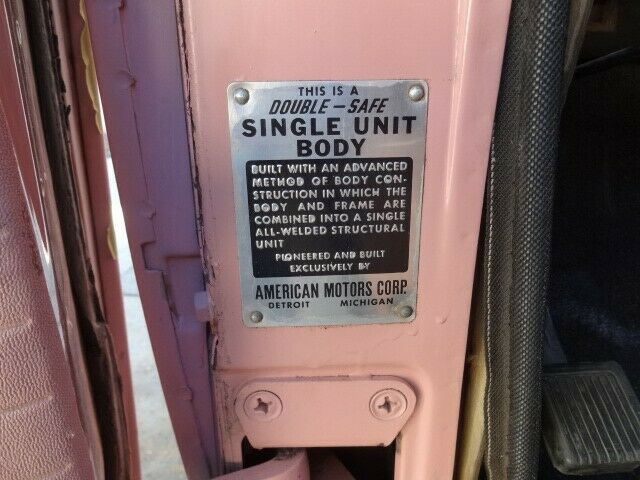 THIS IS A
DOUBLE-SAFE
SINGLE UNIT
BODY
BUILT WITH AN ADVANCED
METHOD OF BODY CON-
STRUCTION IN WHICH THE
BODY AND FRAME ARE
COMBINED INTO A SINGLE
ALL-WELDED STRUCTURAL
UNIT
PIONEERED AND BUILT
EXCLUSIVELY BY
AMERICAN MOTORS CORP.
DETROIT MICHIGAN